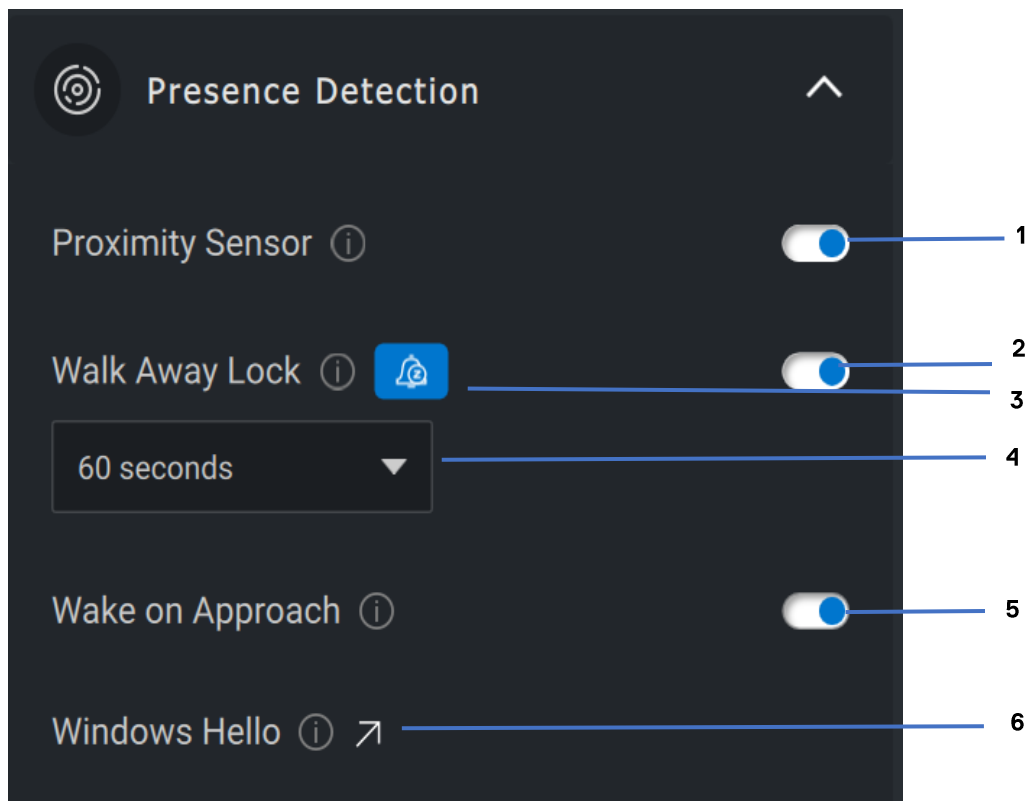 Presence Detection
Proximity Sensor
1
Walk Away Lock
2
3
60 seconds
4
Wake on Approach
5
Windows Hello
6